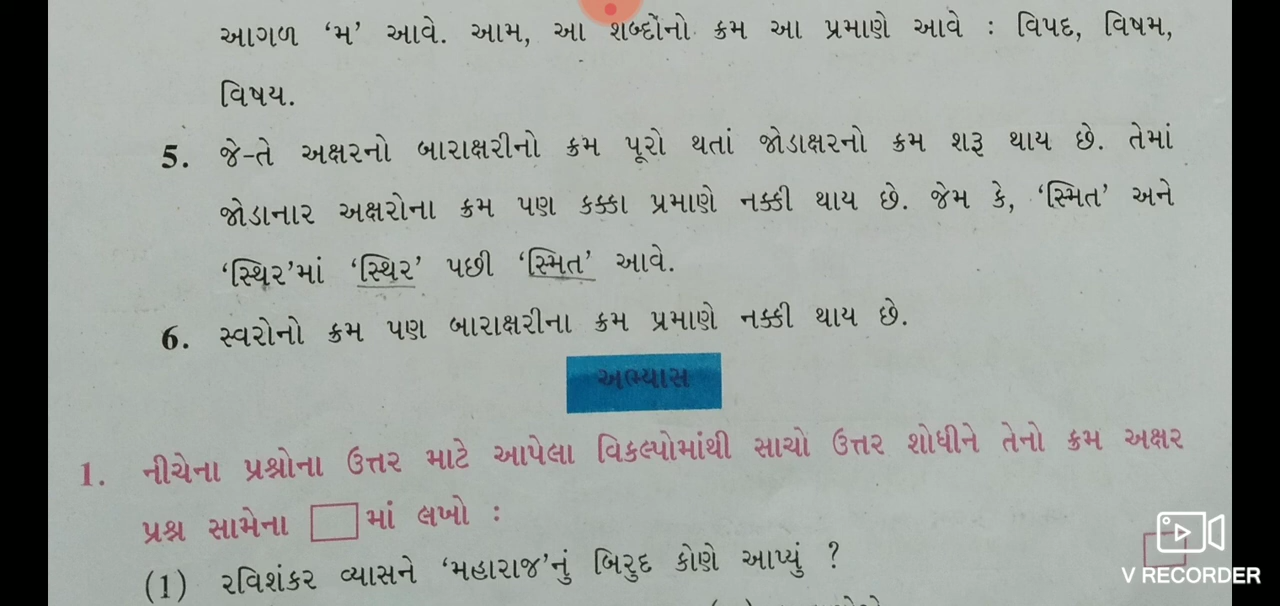 આગળ ‘મ’ આવે. આમ, આ શબ્દોનો ક્રમ આ પ્રમાણે આવે : વિપદ, વિષમ,
વિષય.
5. જે-તે અક્ષરનો બારાક્ષરીનો ક્રમ પૂરો થતાં જોડાક્ષરનો ક્રમ શરૂ થાય છે. તેમાં
જોડાનાર અક્ષરોના ક્રમ પણ કક્કા પ્રમાણે નક્કી થાય છે. જેમ કે, ‘સ્મિત’ અને
‘સ્થિર’માં ‘સ્થિર’ પછી ‘સ્મિત’ આવે.
6. સ્વરોનો ક્રમ પણ બારાક્ષરીના ક્રમ પ્રમાણે નક્કી થાય છે.
અભ્યાસ
1. નીચેના પ્રશ્નોના ઉત્તર માટે આપેલા વિકલ્પોમાંથી સાચો ઉત્તર શોધીને તેનો ક્રમ અક્ષર
પ્રશ્ન સામેના માં લખો :
(1) રવિશંકર વ્યાસને ‘મહારાજ’નું બિરુદ કોણે આપ્યું ?
V RECORDER